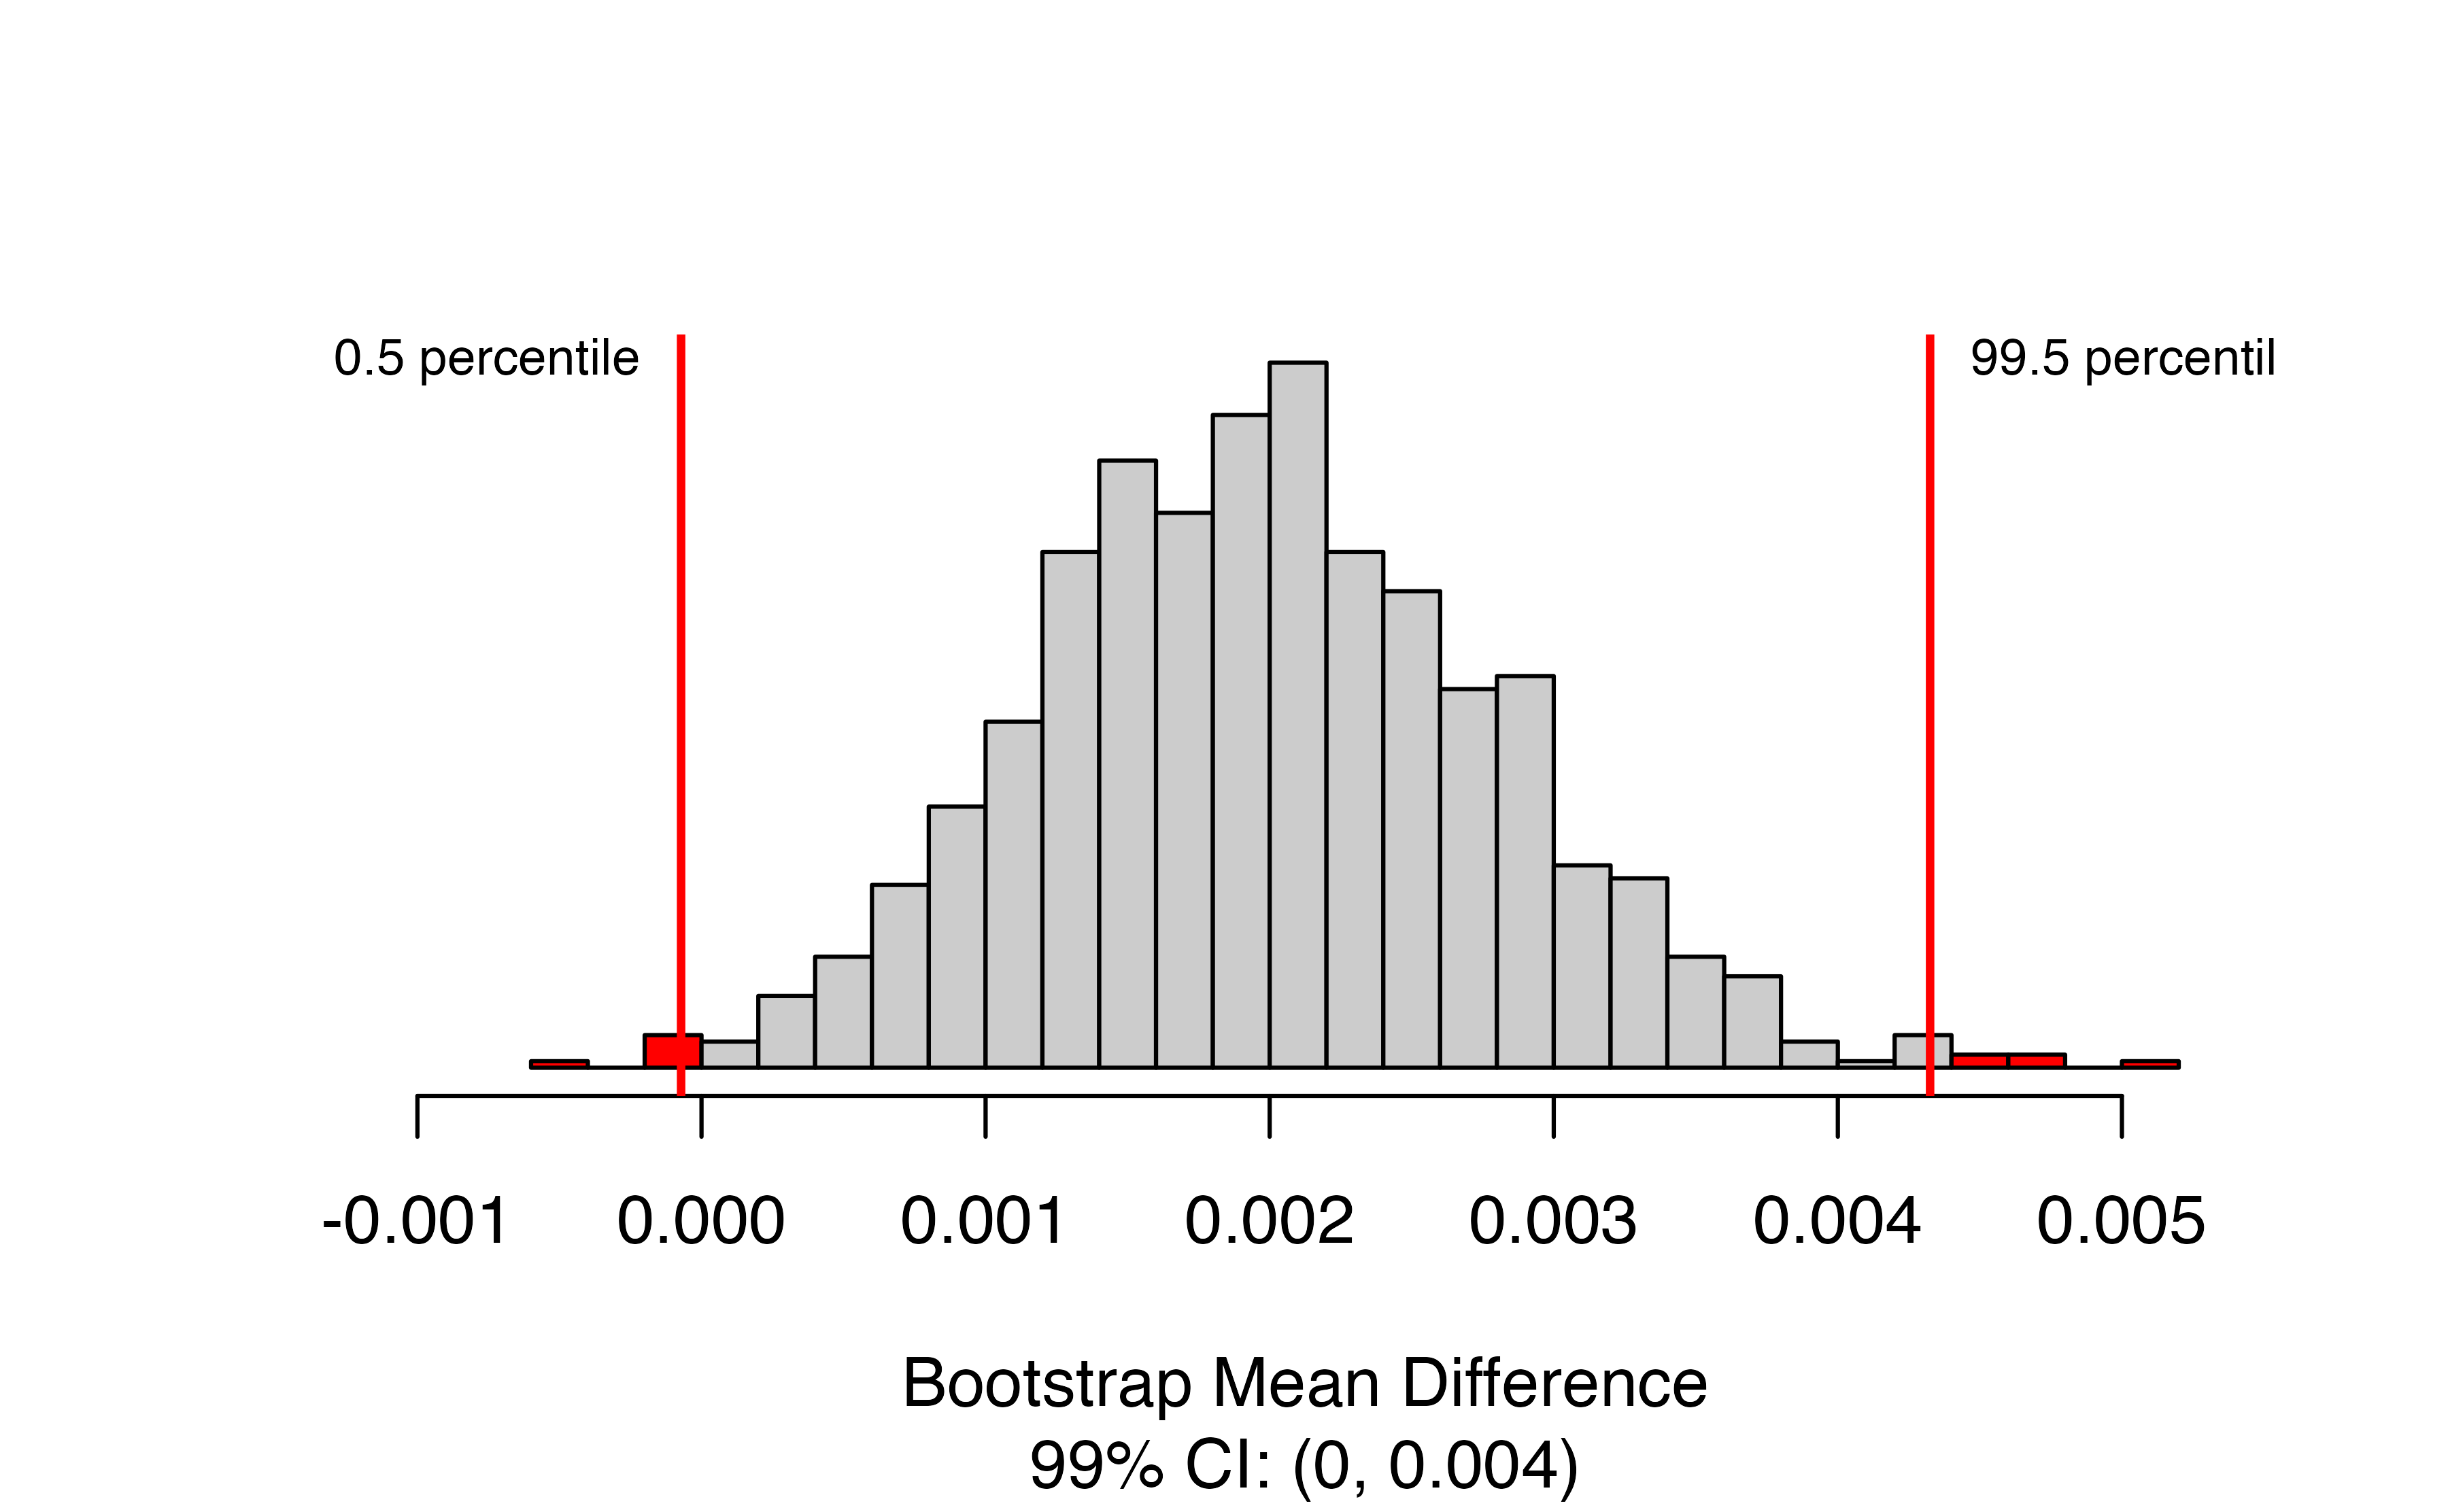 0.5 percentile
99.5 percentil
-0.001 0.000 0.001 0.002 0.003 0.004 0.005
Bootstrap Mean Difference
99% CI: (0, 0.004)